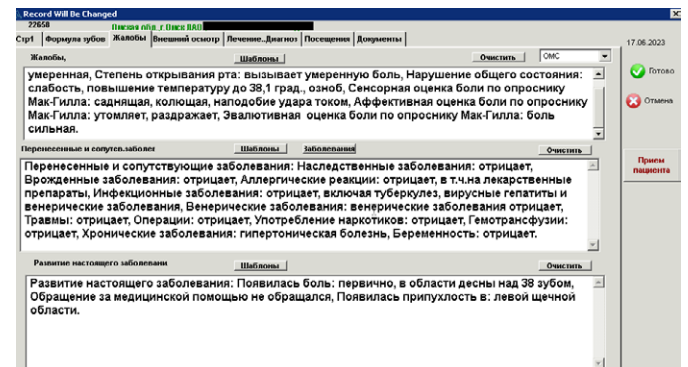 Record Will Be Changed
22658
Омская обл. г.Омск
Стр1 Формула зубов Жалобы Внешний осмотр Лечение..Диагноз Посещения Документы
17.06.2023
Жалобы, Шаблоны Очистить ОМС
умеренная, Степень открывания рта: вызывает умеренную боль, Нарушение общего состояния:
слабость, повышение температуру до 38,1 град., озноб, Сенсорная оценка боли по опроснику
Мак-Гилла: саднящая, колющая, наподобие удара током, Аффективная оценка боли по опроснику
Мак-Гилла: утомляет, раздражает, Эвалютивная оценка боли по опроснику Мак-Гилла: боль
сильная.
Готово
Отмена
Прием
пациента
Перенесенные и сопутсв.заболев Шаблоны Заболевания Очистить
Перенесенные и сопутствующие заболевания: Наследственные заболевания: отрицает,
Врожденные заболевания: отрицает, Аллергические реакции: отрицает, в т.ч.на лекарственные
препараты, Инфекционные заболевания: отрицает, включая туберкулез, вирусные гепатиты и
венерические заболевания, Венерические заболевания: венерические заболевания отрицает,
Травмы: отрицает, Операции: отрицает, Употребление наркотиков: отрицает, Гемотрансфузии:
отрицает, Хронические заболевания: гипертоническая болезнь, Беременность: отрицает.
Развитие настоящего заболевани Шаблоны Очистить
Развитие настоящего заболевания: Появилась боль: первично, в области десны над 38 зубом,
Обращение за медицинской помощью не обращался, Появилась припухлость в: левой щечной
области.